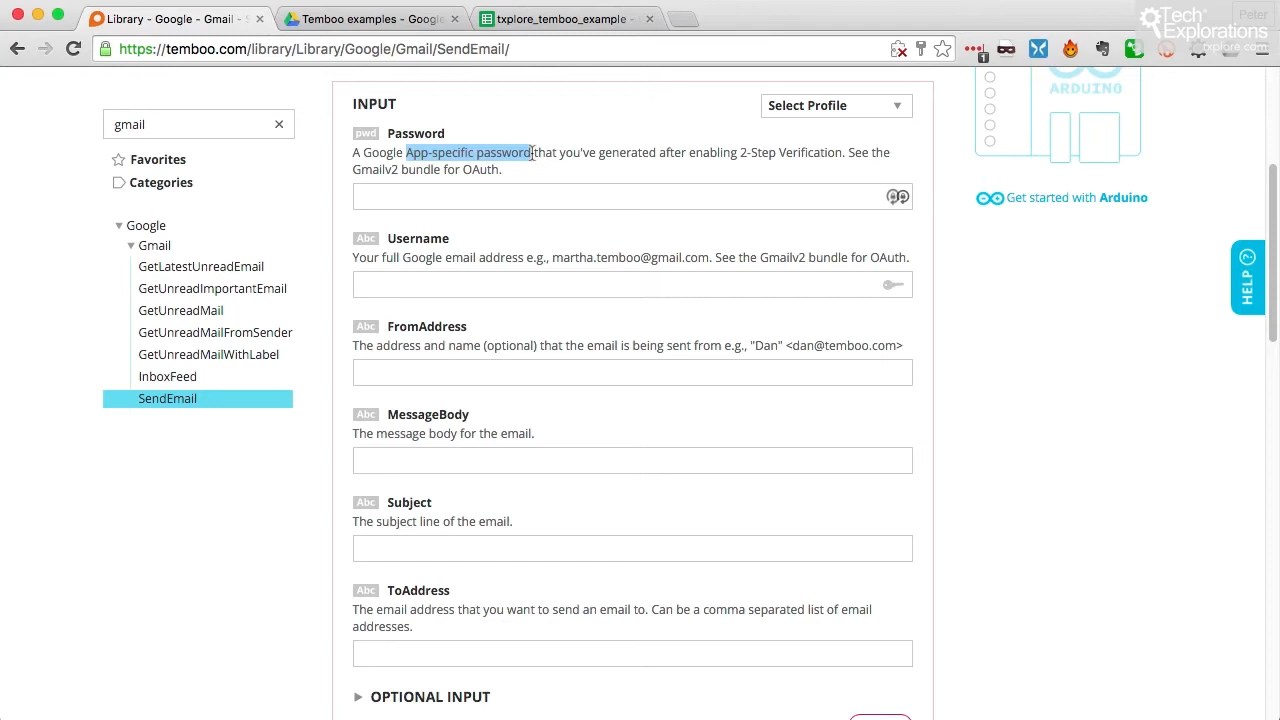 Library - Google - Gmail - S
Temboo examples - Google
txplore_temboo_example -
Peter
Tech
Explorations
txplore.com
https://temboo.com/library/Library/Google/Gmail/SendEmail/
1
gmail
Favorites
Categories
Google
Gmail
GetLatestUnreadEmail
GetUnreadImportantEmail
GetUnreadMail
GetUnreadMailFromSender
GetUnreadMailWithLabel
InboxFeed
SendEmail
INPUT
Select Profile
pwd Password
A Google App-specific password that you've generated after enabling 2-Step Verification. See the
Gmailv2 bundle for OAuth.
Abc Username
Your full Google email address e.g., martha.temboo@gmail.com. See the Gmailv2 bundle for OAuth.
Abc FromAddress
The address and name (optional) that the email is being sent from e.g., "Dan" <dan@temboo.com>
Abc MessageBody
The message body for the email.
Abc Subject
The subject line of the email.
Abc ToAddress
The email address that you want to send an email to. Can be a comma separated list of email
addresses.
OPTIONAL INPUT
ARDUINO
Get started with Arduino
HELP ?